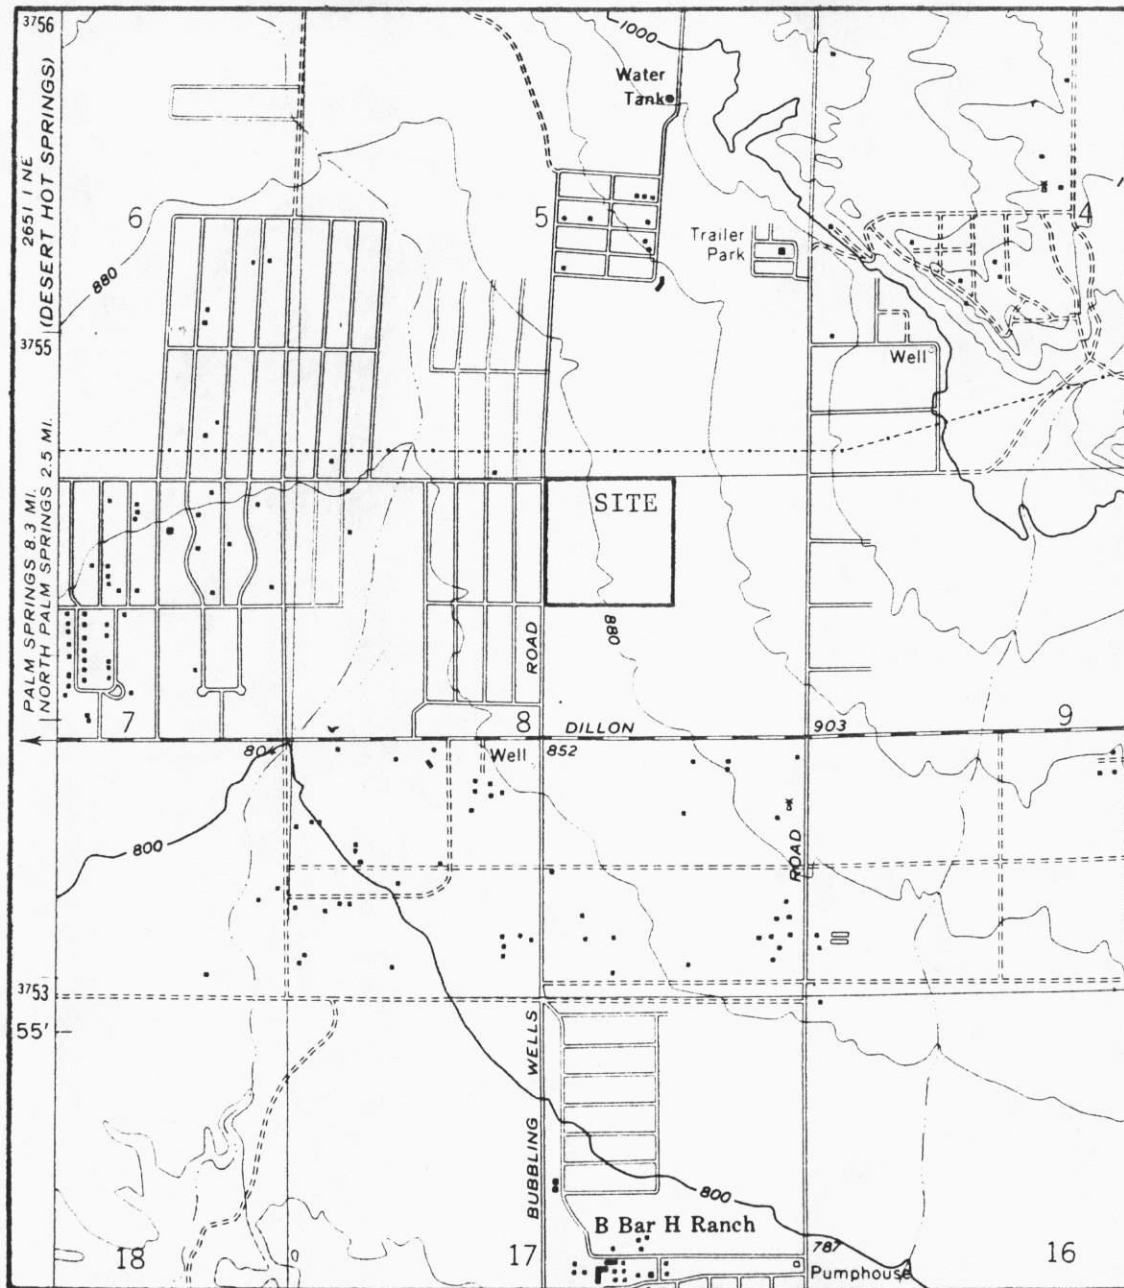 3756
1000
Water
Tank
2651 I NE
(DESERT HOT SPRINGS)
6
5
4
Trailer
Park
880
3755
Well
PALM SPRINGS 8.3 MI.
NORTH PALM SPRINGS 2.5 MI.
SITE
880
ROAD
7
8
DILLON
903
9
804
Well
852
800
ROAD
3753
55'
BUBBLING WELLS
800
B Bar H Ranch
787
18
17
16
Pumphouse